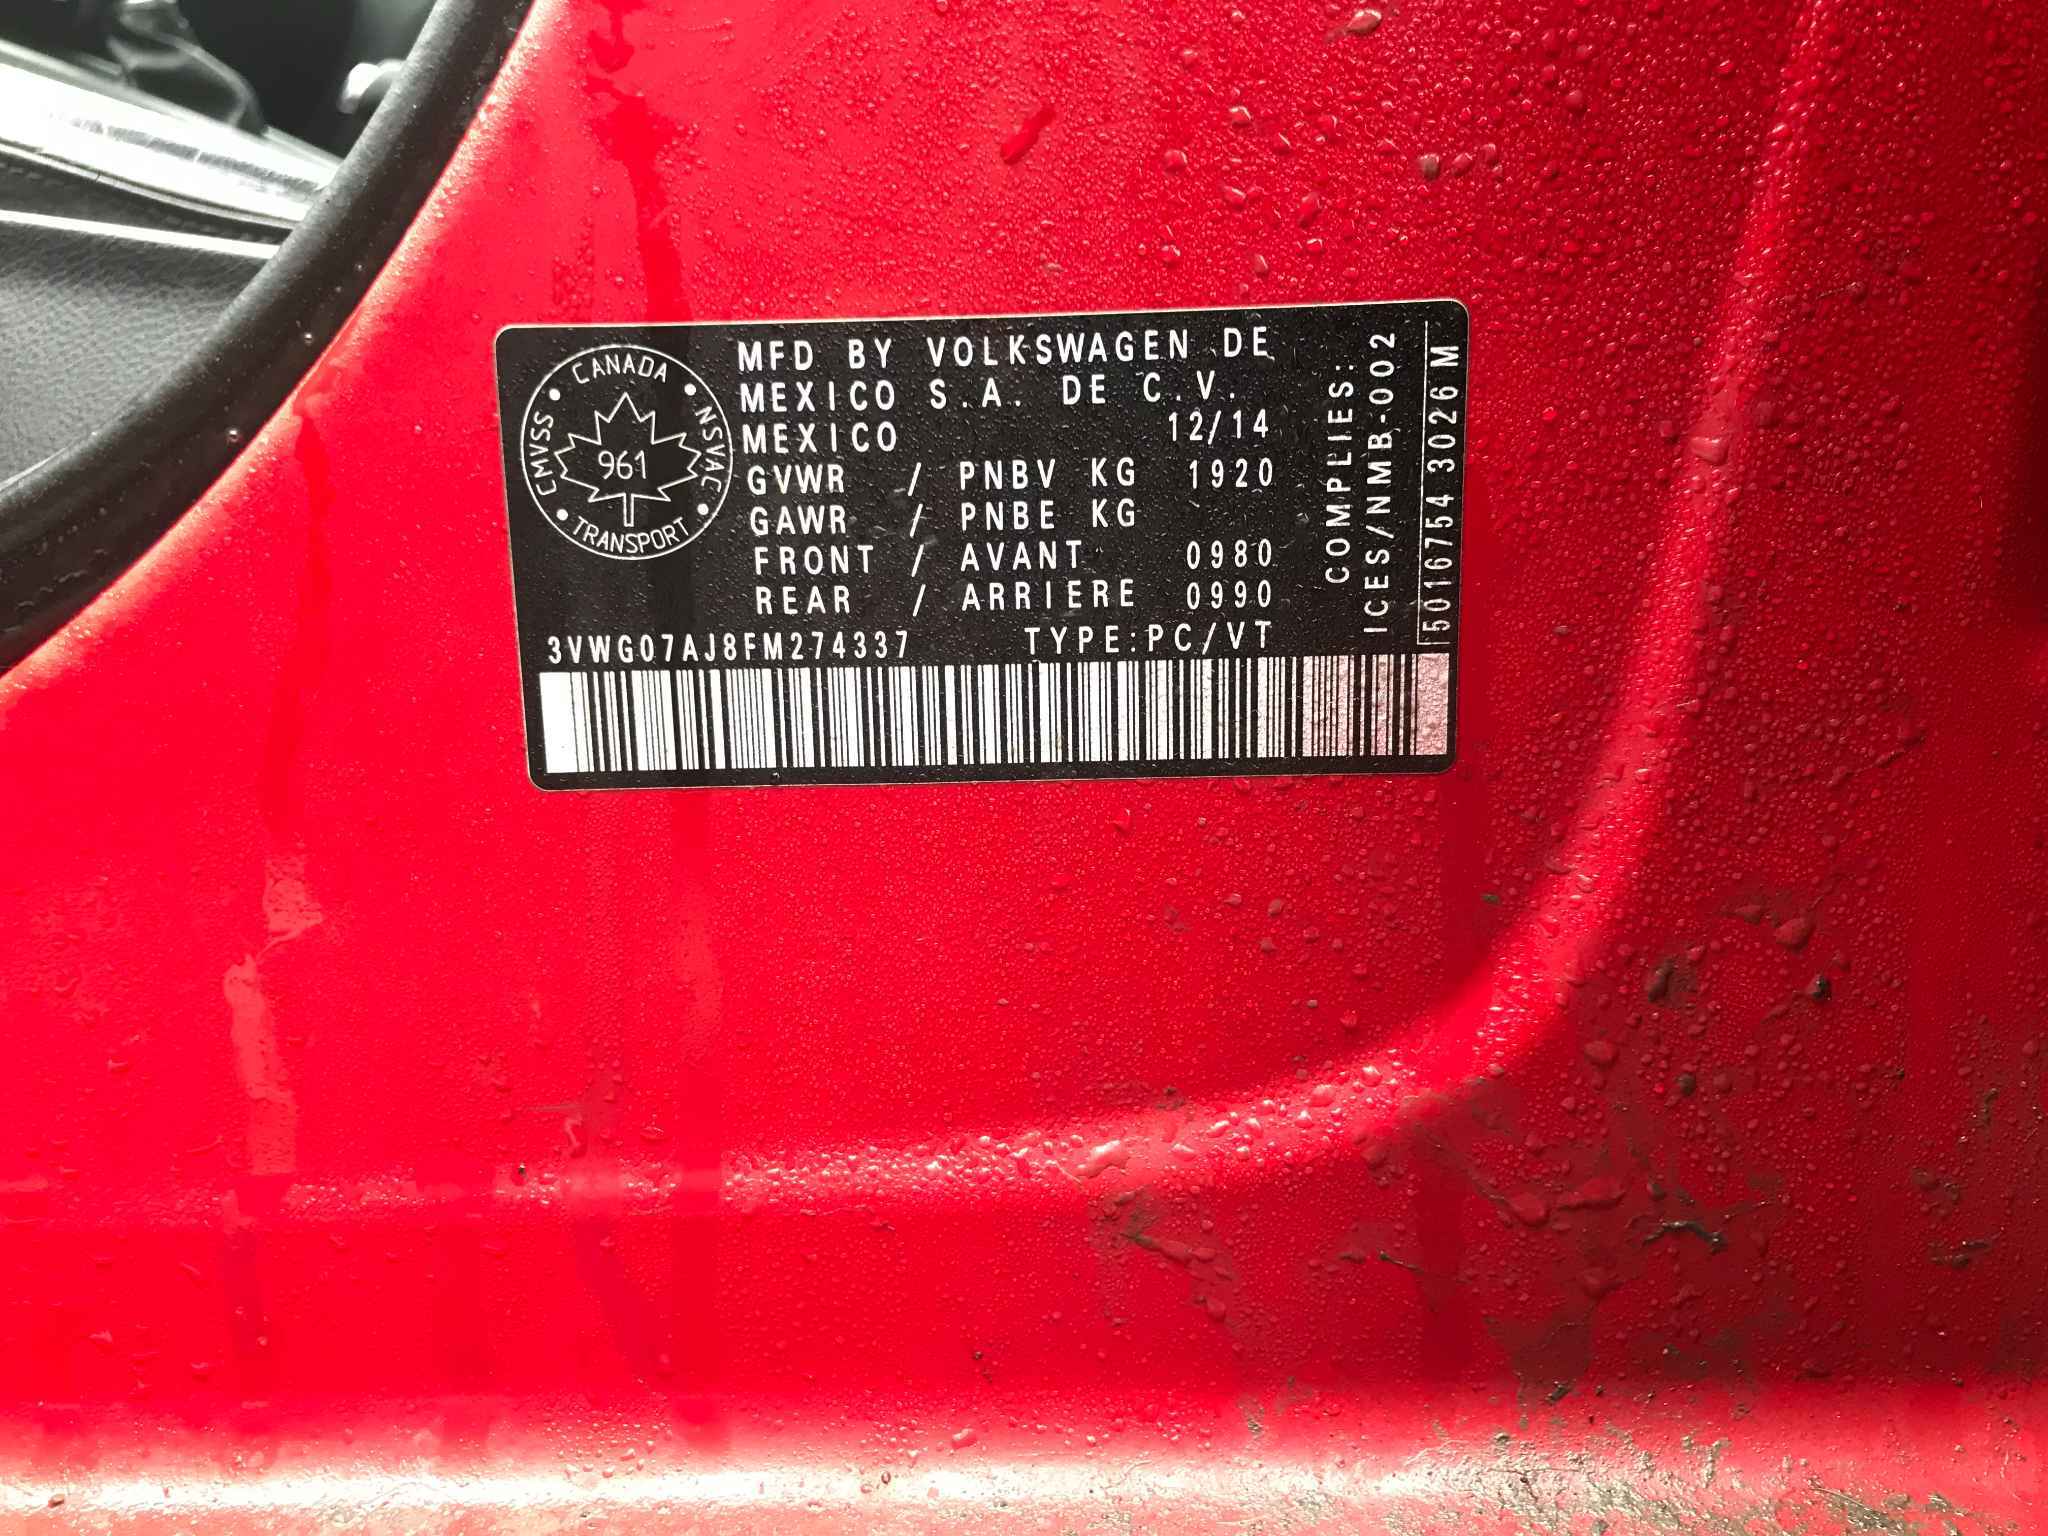 CANADA
CMVSS
NSVAC
961
TRANSPORT
MFD BY VOLKSWAGEN DE
MEXICO S.A. DE C.V.
MEXICO 12/14
GVWR / PNBV KG 1920
GAWR / PNBE KG
FRONT / AVANT 0980
REAR / ARRIERE 0990
3VWG07AJ8FM274337 TYPE:PC/VT
COMPLIES:
ICES/NMB-002
5016754 3026 M